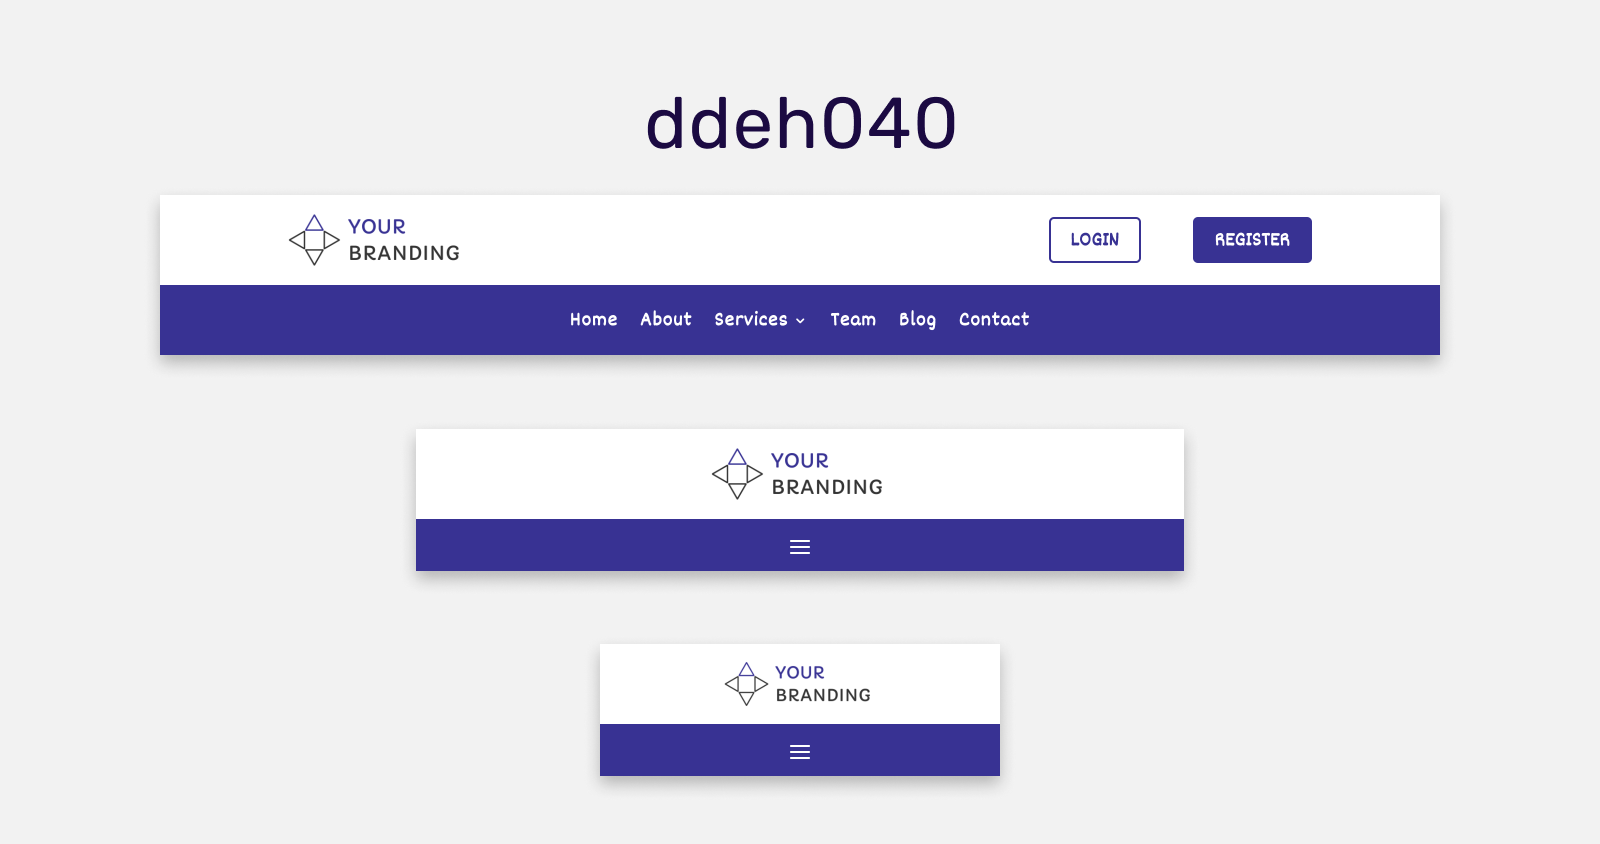 ddeh040
YOUR
BRANDING
LOGIN
REGISTER
Home About Services Team Blog Contact
YOUR
BRANDING
YOUR
BRANDING